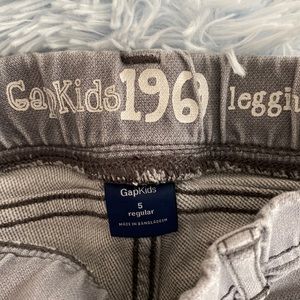 GapKids 1969 leggi
GapKids
5
regular
MADE IN BANGLADESH